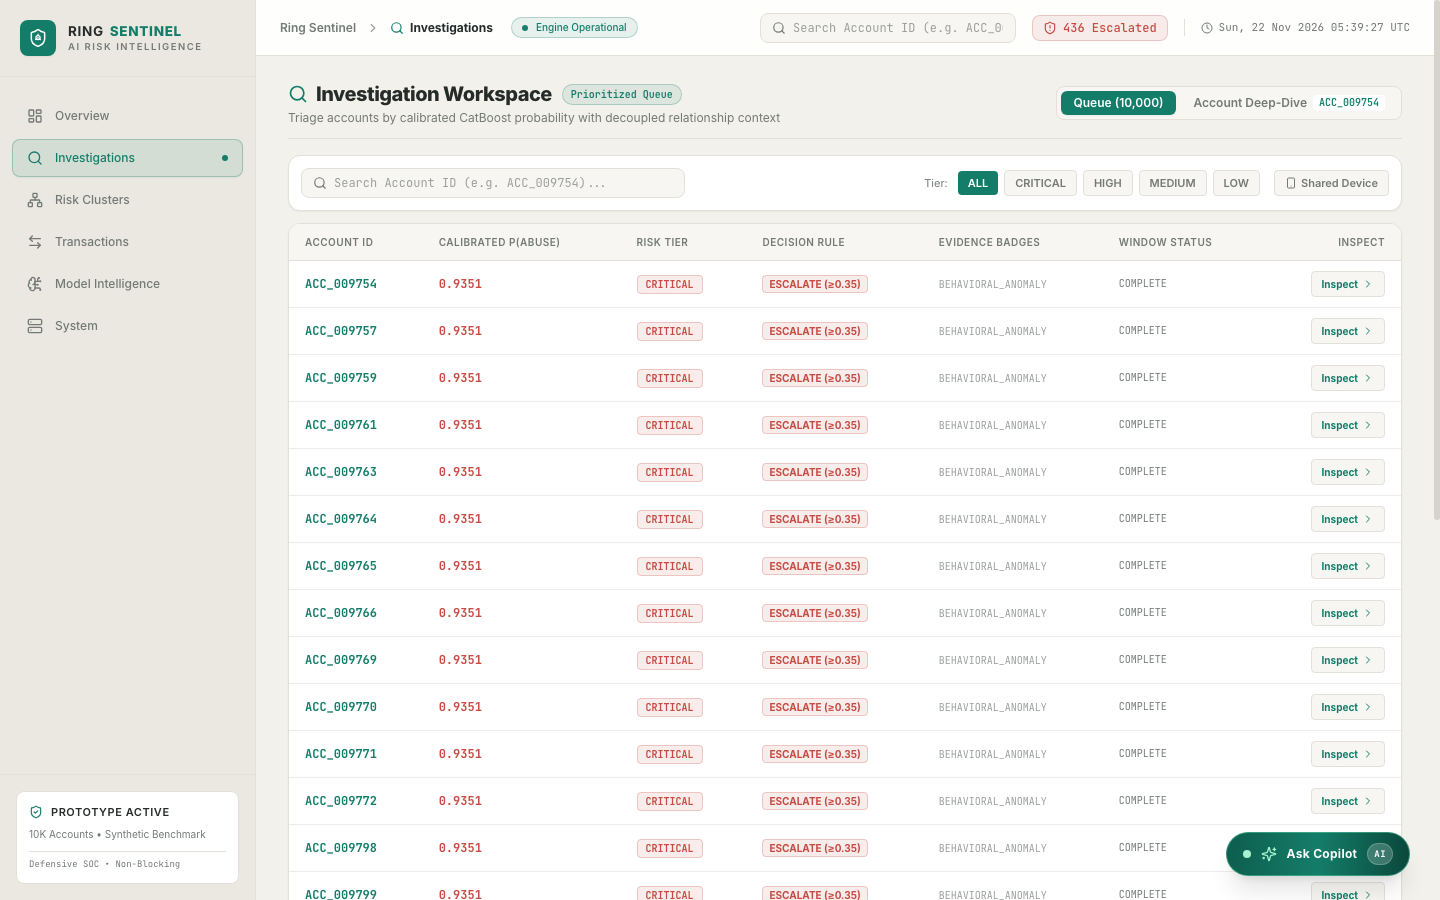 RING SENTINEL
AI RISK INTELLIGENCE
Overview
Investigations
Risk Clusters
Transactions
Model Intelligence
System
PROTOTYPE ACTIVE
10K Accounts • Synthetic Benchmark
Defensive SOC • Non-Blocking
Ring Sentinel > Investigations Engine Operational
Search Account ID (e.g. ACC_0
436 Escalated
Sun, 22 Nov 2026 05:39:27 UTC
Investigation Workspace Prioritized Queue
Triage accounts by calibrated CatBoost probability with decoupled relationship context
Queue (10,000) Account Deep-Dive ACC_009754
Search Account ID (e.g. ACC_009754)...
Tier: ALL CRITICAL HIGH MEDIUM LOW Shared Device
ACCOUNT ID CALIBRATED P(ABUSE) RISK TIER DECISION RULE EVIDENCE BADGES WINDOW STATUS INSPECT
ACC_009754 0.9351 CRITICAL ESCALATE (≥0.35) BEHAVIORAL_ANOMALY COMPLETE Inspect >
ACC_009757 0.9351 CRITICAL ESCALATE (≥0.35) BEHAVIORAL_ANOMALY COMPLETE Inspect >
ACC_009759 0.9351 CRITICAL ESCALATE (≥0.35) BEHAVIORAL_ANOMALY COMPLETE Inspect >
ACC_009761 0.9351 CRITICAL ESCALATE (≥0.35) BEHAVIORAL_ANOMALY COMPLETE Inspect >
ACC_009763 0.9351 CRITICAL ESCALATE (≥0.35) BEHAVIORAL_ANOMALY COMPLETE Inspect >
ACC_009764 0.9351 CRITICAL ESCALATE (≥0.35) BEHAVIORAL_ANOMALY COMPLETE Inspect >
ACC_009765 0.9351 CRITICAL ESCALATE (≥0.35) BEHAVIORAL_ANOMALY COMPLETE Inspect >
ACC_009766 0.9351 CRITICAL ESCALATE (≥0.35) BEHAVIORAL_ANOMALY COMPLETE Inspect >
ACC_009769 0.9351 CRITICAL ESCALATE (≥0.35) BEHAVIORAL_ANOMALY COMPLETE Inspect >
ACC_009770 0.9351 CRITICAL ESCALATE (≥0.35) BEHAVIORAL_ANOMALY COMPLETE Inspect >
ACC_009771 0.9351 CRITICAL ESCALATE (≥0.35) BEHAVIORAL_ANOMALY COMPLETE Inspect >
ACC_009772 0.9351 CRITICAL ESCALATE (≥0.35) BEHAVIORAL_ANOMALY COMPLETE Inspect >
ACC_009798 0.9351 CRITICAL ESCALATE (≥0.35) BEHAVIORAL_ANOMALY COMPLETE
Ask Copilot AI
ACC_009799 0.9351 CRITICAL ESCALATE (≥0.35) BEHAVIORAL_ANOMALY COMPLETE Inspect >